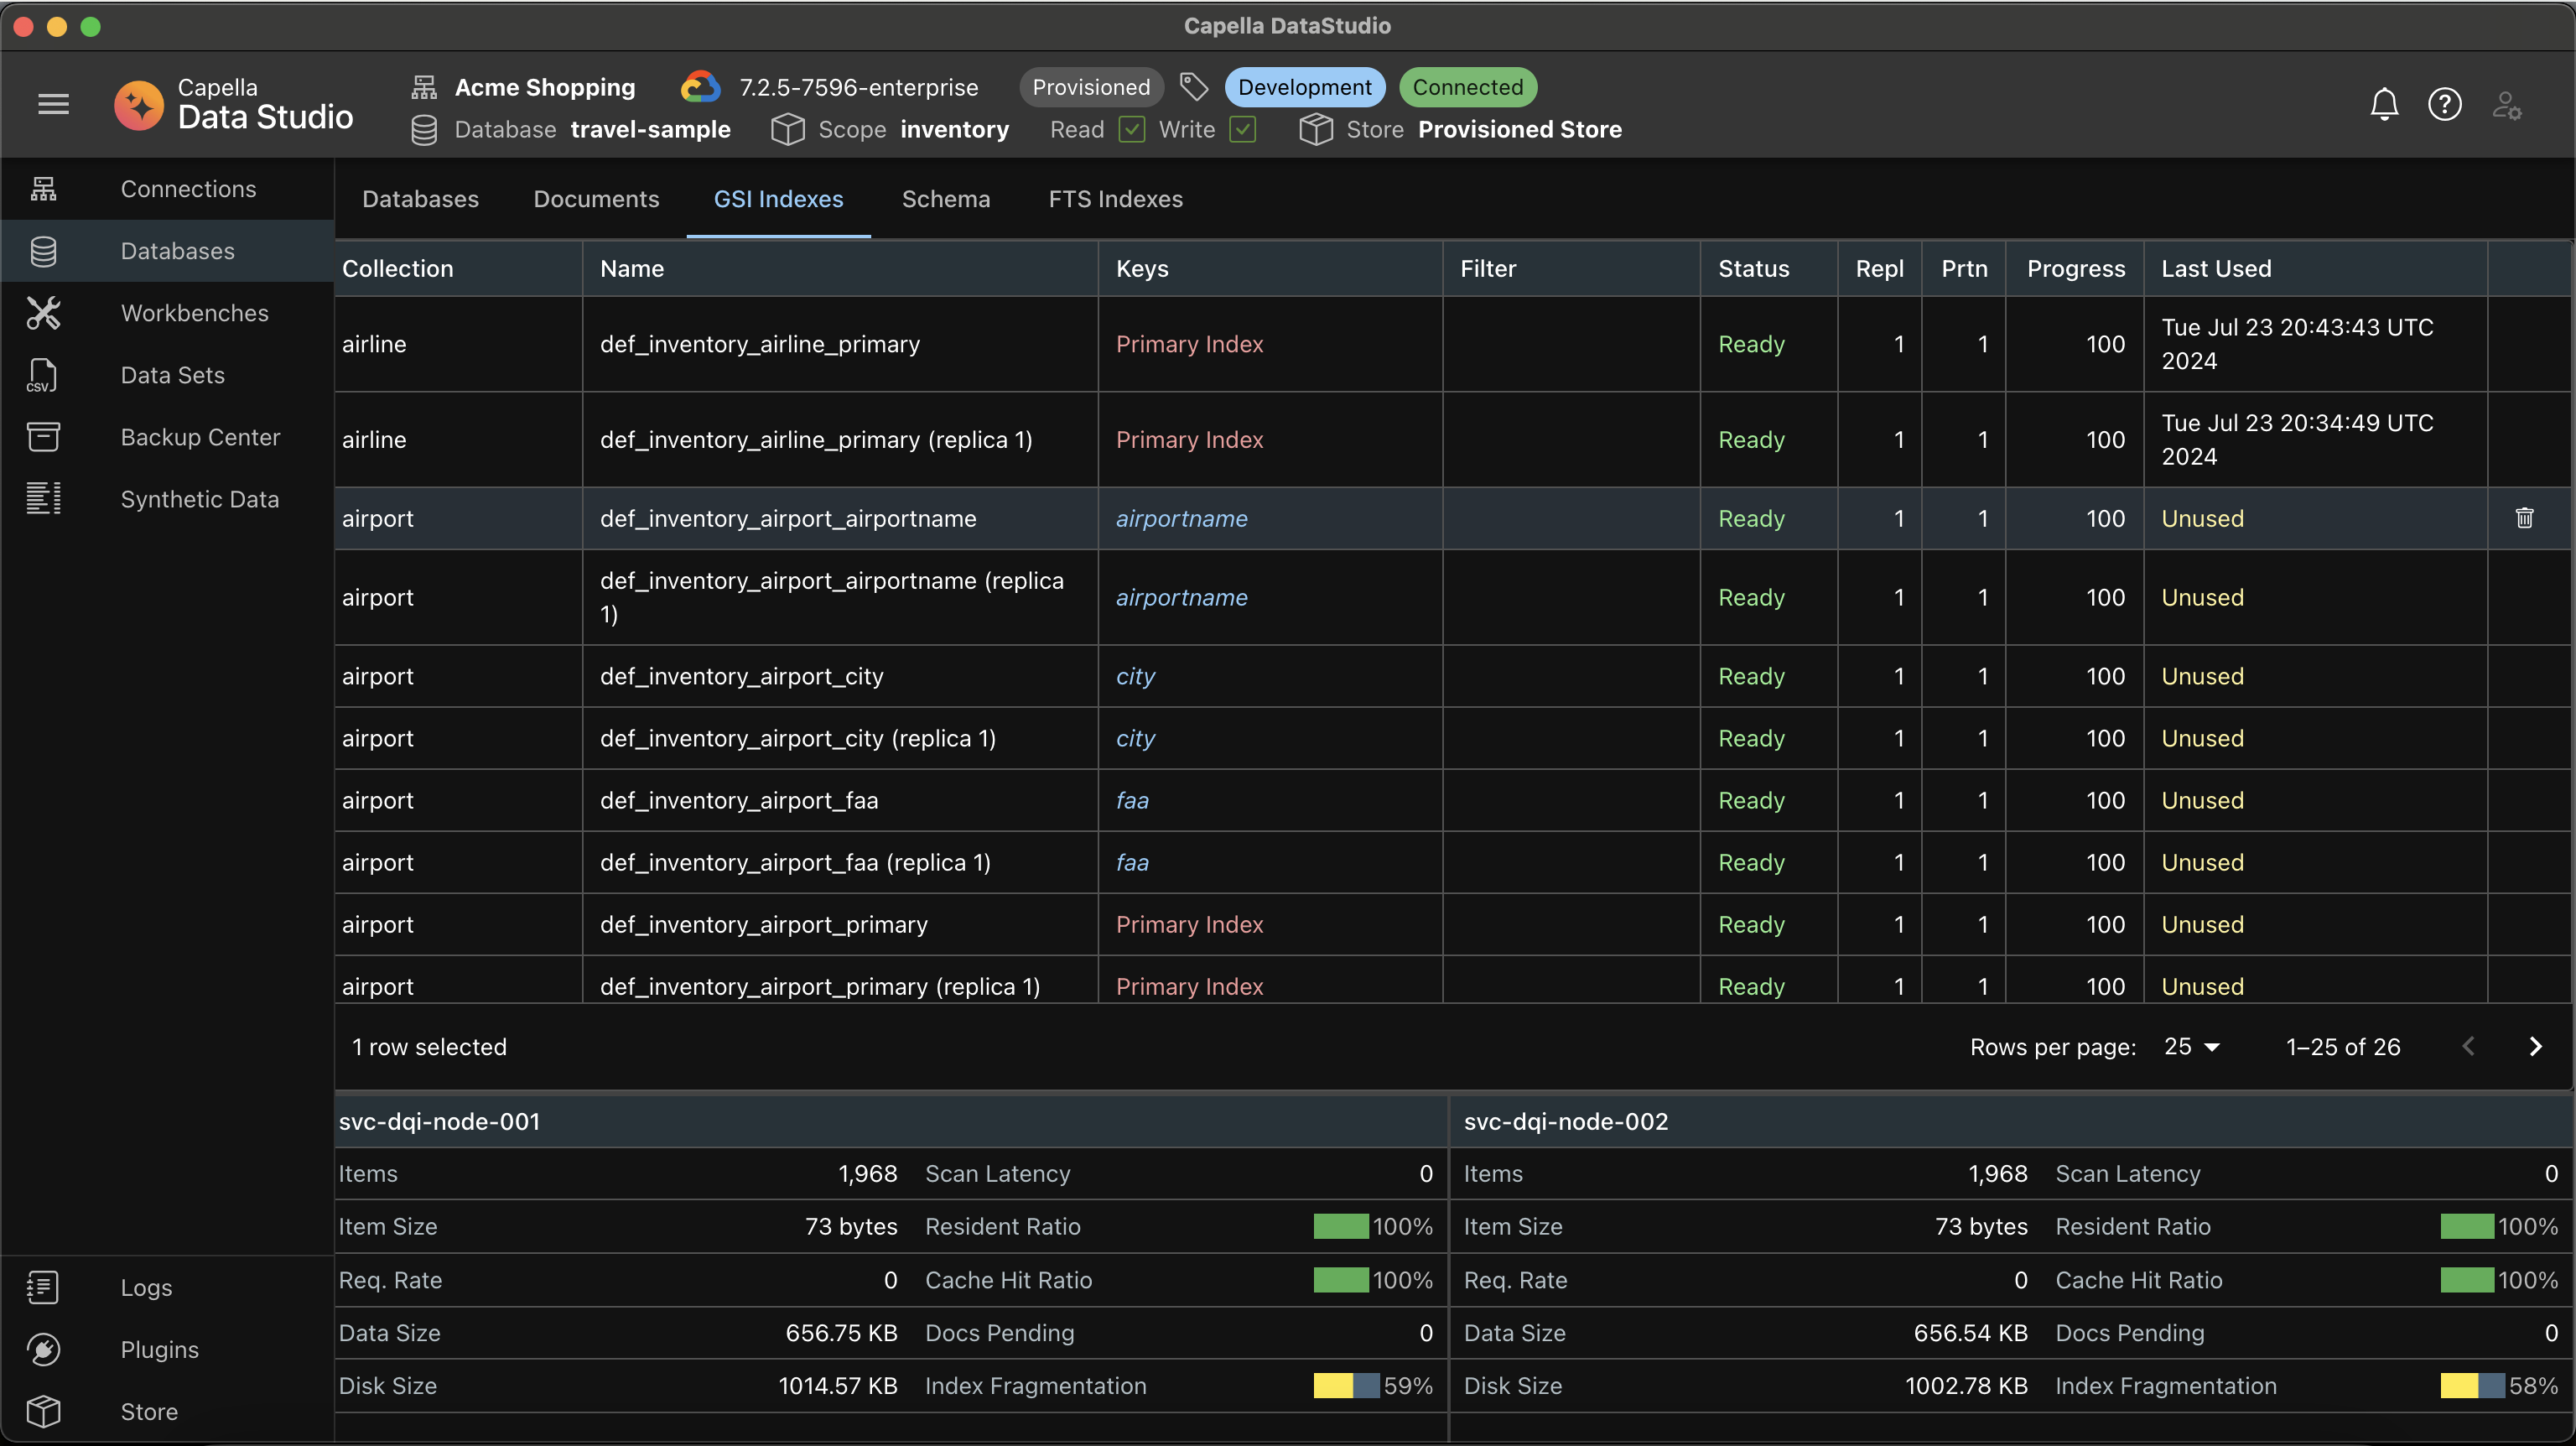 Capella DataStudio
Capella
Data Studio
Acme Shopping 7.2.5-7596-enterprise Provisioned Development Connected
Database travel-sample Scope inventory Read Write Store Provisioned Store
Connections
Databases
Workbenches
Data Sets
Backup Center
Synthetic Data
Logs
Plugins
Store
CSV
Databases Documents GSI Indexes Schema FTS Indexes
Collection Name Keys Filter Status Repl Prtn Progress Last Used
airline def_inventory_airline_primary Primary Index Ready 1 1 100 Tue Jul 23 20:43:43 UTC
2024
airline def_inventory_airline_primary (replica 1) Primary Index Ready 1 1 100 Tue Jul 23 20:34:49 UTC
2024
airport def_inventory_airport_airportname airportname Ready 1 1 100 Unused
airport def_inventory_airport_airportname (replica
1) airportname Ready 1 1 100 Unused
airport def_inventory_airport_city city Ready 1 1 100 Unused
airport def_inventory_airport_city (replica 1) city Ready 1 1 100 Unused
airport def_inventory_airport_faa faa Ready 1 1 100 Unused
airport def_inventory_airport_faa (replica 1) faa Ready 1 1 100 Unused
airport def_inventory_airport_primary Primary Index Ready 1 1 100 Unused
airport def_inventory_airport_primary (replica 1) Primary Index Ready 1 1 100 Unused
1 row selected Rows per page: 25 1–25 of 26
svc-dqi-node-001
Items 1,968 Scan Latency 0
Item Size 73 bytes Resident Ratio 100%
Req. Rate 0 Cache Hit Ratio 100%
Data Size 656.75 KB Docs Pending 0
Disk Size 1014.57 KB Index Fragmentation 59%
svc-dqi-node-002
Items 1,968 Scan Latency 0
Item Size 73 bytes Resident Ratio 100%
Req. Rate 0 Cache Hit Ratio 100%
Data Size 656.54 KB Docs Pending 0
Disk Size 1002.78 KB Index Fragmentation 58%